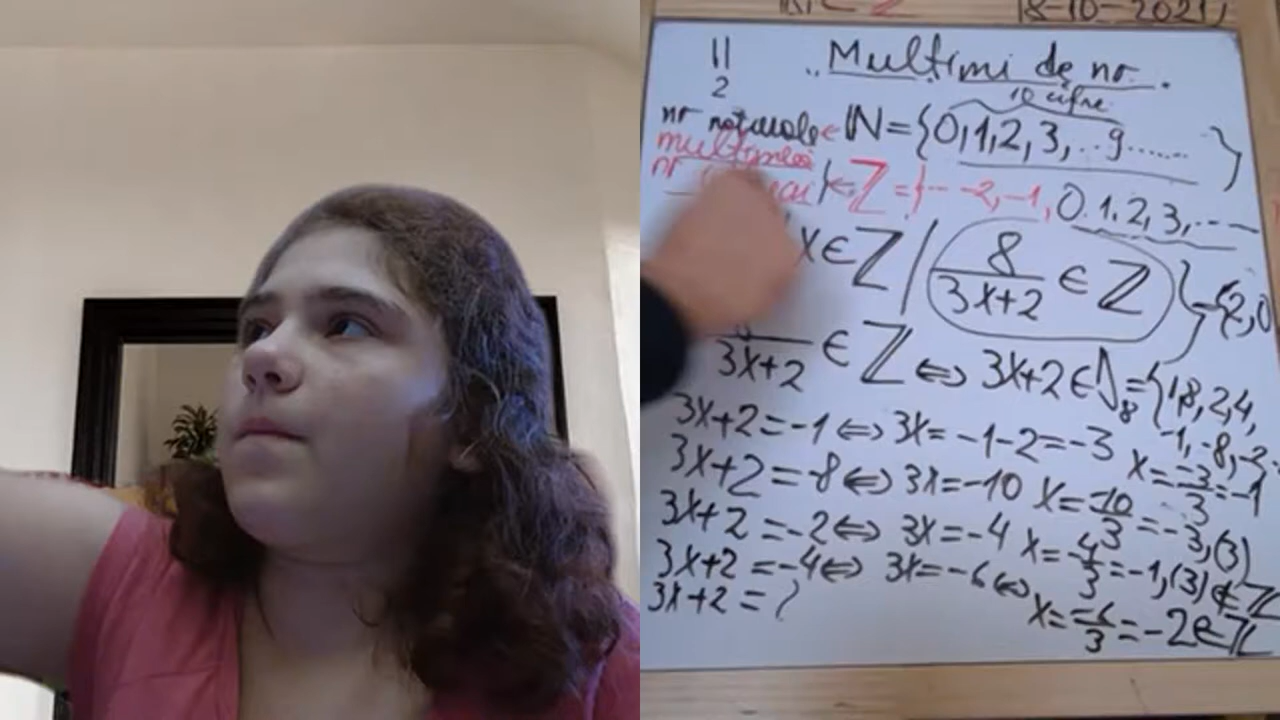 18-10-2021
11
2
"Multimi de nr.
10 cifre
nr naturale ← ℕ = {0,1,2,3,..9......}
multimea
nr ← ℤ = {-- -2, -1, 0.1,2,3,.---
x ∈ ℤ / 8/(3x+2) ∈ ℤ } = {2,0
/(3x+2) ∈ ℤ ⇔ 3x+2 ∈ D₈ = {1,8,2,4,
-1,-8,-2.
3x+2 = -1 ⇔ 3x = -1-2 = -3 x = -3/3 = -1
3x+2 = -8 ⇔ 3x = -10 x = -10/3 = -3,(3)
3x+2 = -2 ⇔ 3x = -4 x = -4/3 = -1,(3) ∉ ℤ
3x+2 = -4 ⇔ 3x = -6 ⇔ x = -6/3 = -2 ∈ ℤ
3x+2 = ?